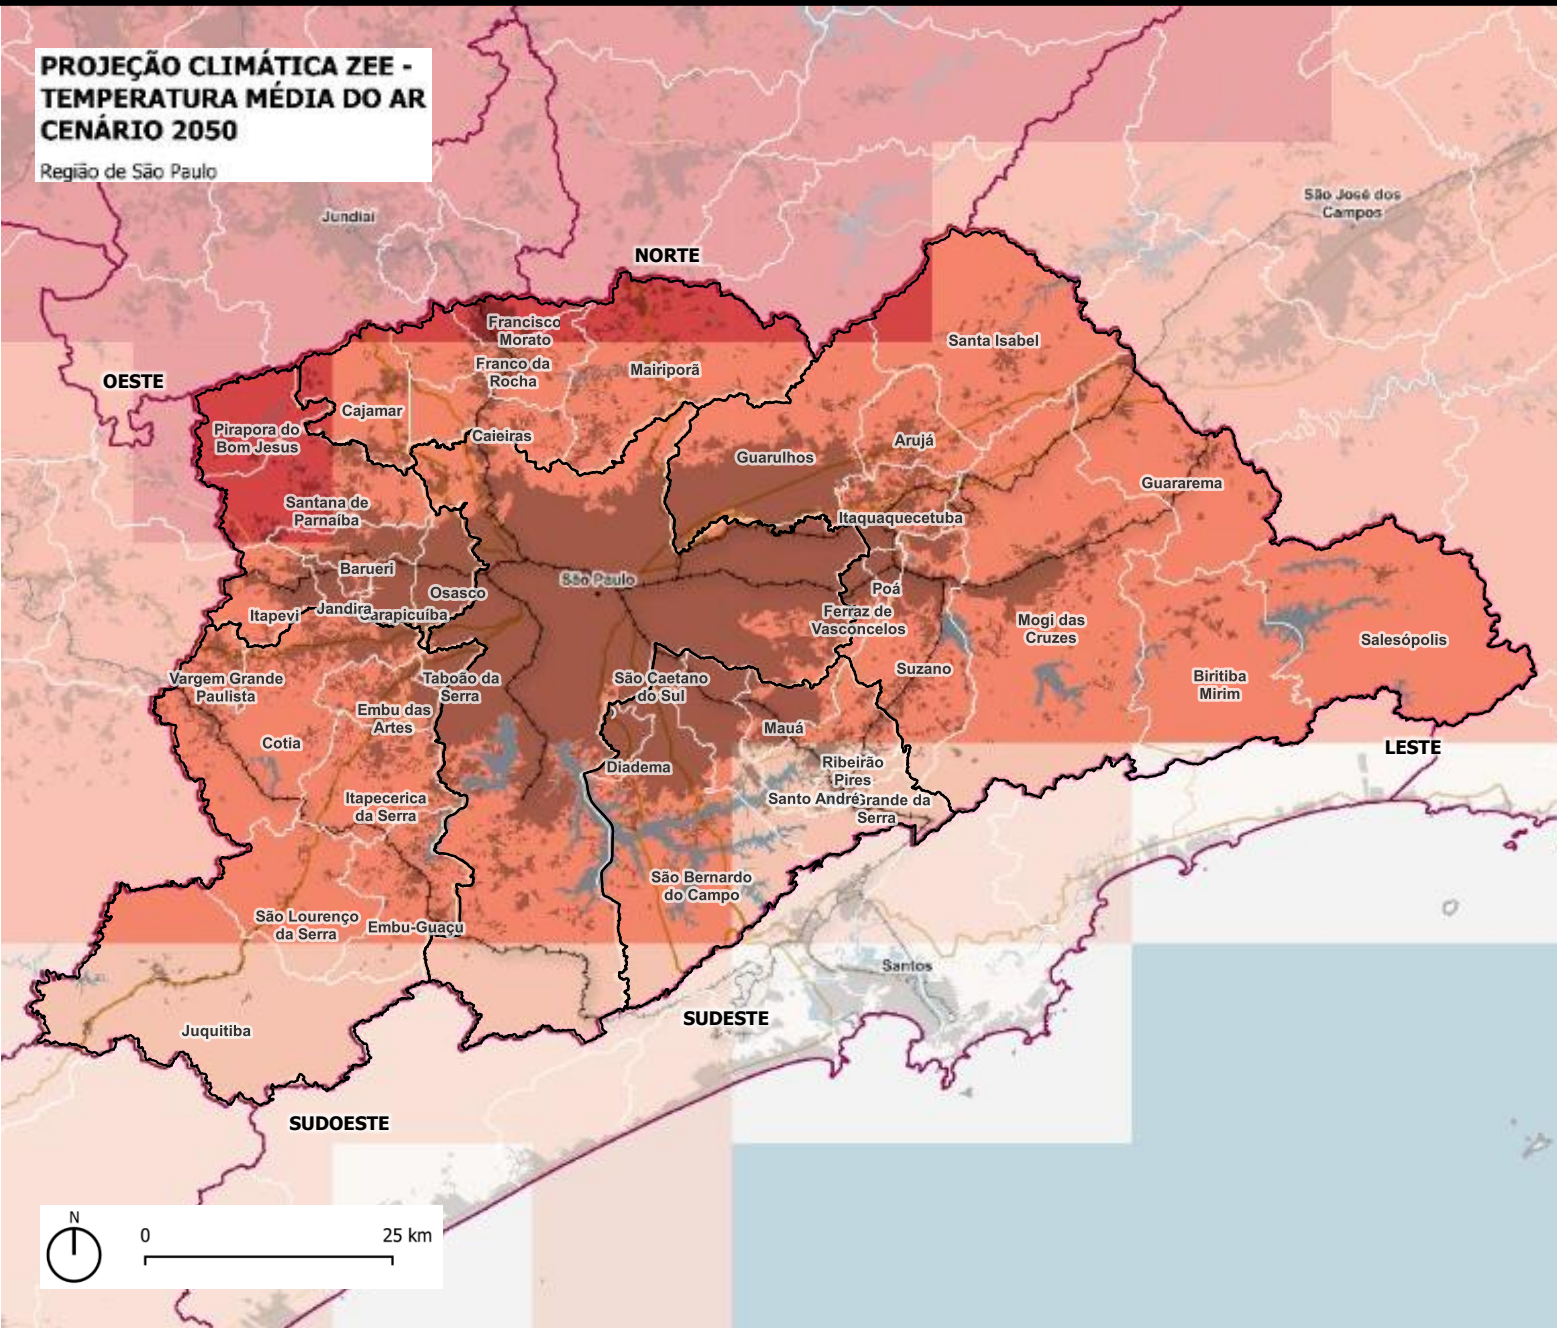 PROJEÇÃO CLIMÁTICA ZEE -
TEMPERATURA MÉDIA DO AR
CENÁRIO 2050
Região de São Paulo
São José dos
Campos
Jundiaí
NORTE
Francisco
Morato
Santa Isabel
Franco da
Rocha
Mairiporã
OESTE
Cajamar
Pirapora do
Bom Jesus
Caieiras
Arujá
Guarulhos
Guararema
Santana de
Parnaíba
Itaquaquecetuba
Barueri
São Paulo
Osasco
Poá
Itapevi
Jandira
Carapicuíba
Ferraz de
Vasconcelos
Mogi das
Cruzes
Salesópolis
Vargem Grande
Paulista
Taboão da
Serra
São Caetano
do Sul
Suzano
Biritiba
Mirim
Embu das
Artes
Mauá
Cotia
LESTE
Diadema
Ribeirão
Pires
Itapecerica
da Serra
Santo André
Grande da
Serra
São Bernardo
do Campo
São Lourenço
da Serra
Embu-Guaçu
Santos
Juquitiba
SUDESTE
SUDOESTE
N
0
25 km